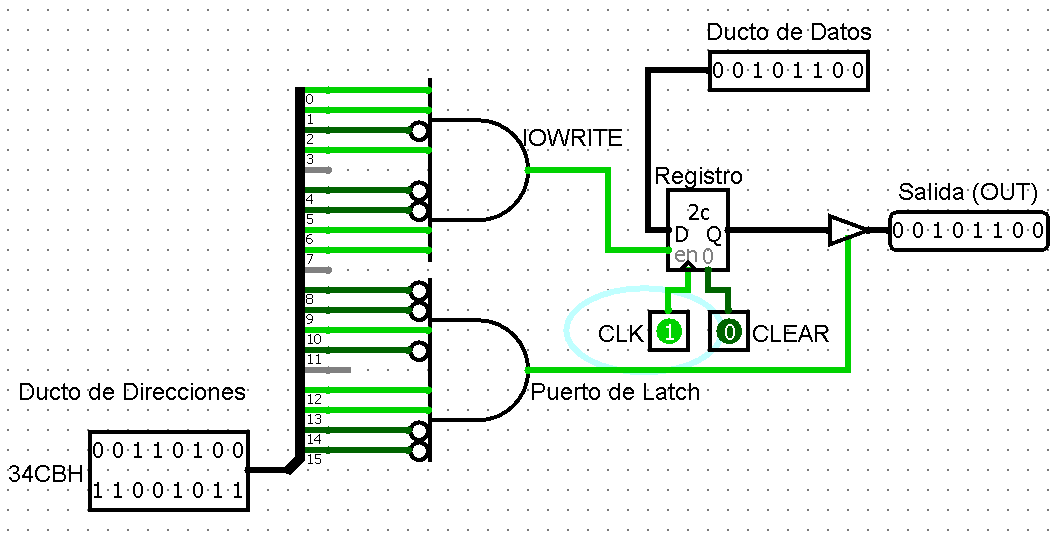 Ducto de Datos
0 0 1 0 1 1 0 0
0
1
2
3
4
5
6
7
8
9
10
11
12
13
14
15
IOWRITE
Registro
2c
D Q
en 0
Salida (OUT)
0 0 1 0 1 1 0 0
CLK 1
0 CLEAR
Puerto de Latch
Ducto de Direcciones
34CBH
0 0 1 1 0 1 0 0
1 1 0 0 1 0 1 1